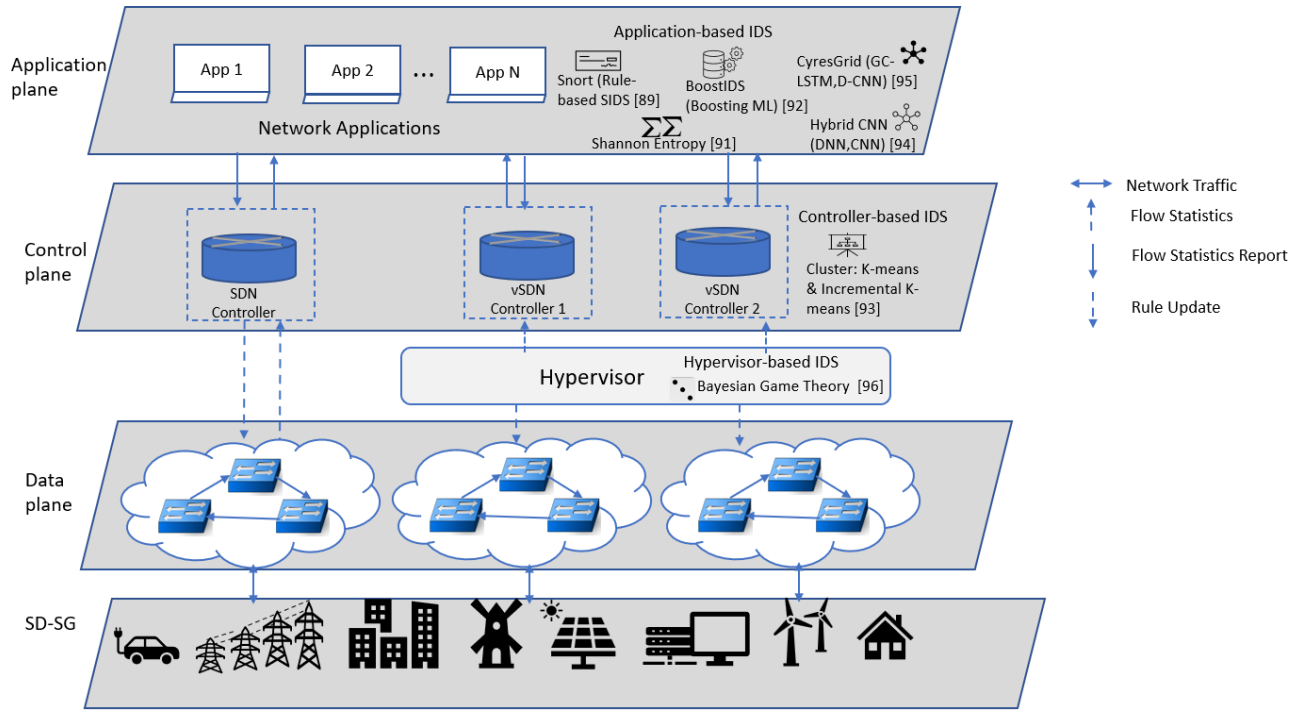 Application
plane
App 1
App 2
...
App N
Network Applications
Application-based IDS
Snort (Rule-
based SIDS [89]
BoostIDS
(Boosting ML) [92]
CyresGrid (GC-
LSTM,D-CNN) [95]
ΣΣ
Shannon Entropy [91]
Hybrid CNN
(DNN,CNN) [94]
Control
plane
SDN
Controller
vSDN
Controller 1
vSDN
Controller 2
Controller-based IDS
Cluster: K-means
& Incremental K-
means [93]
Network Traffic
Flow Statistics
Flow Statistics Report
Rule Update
Hypervisor
Hypervisor-based IDS
Bayesian Game Theory [96]
Data
plane
SD-SG